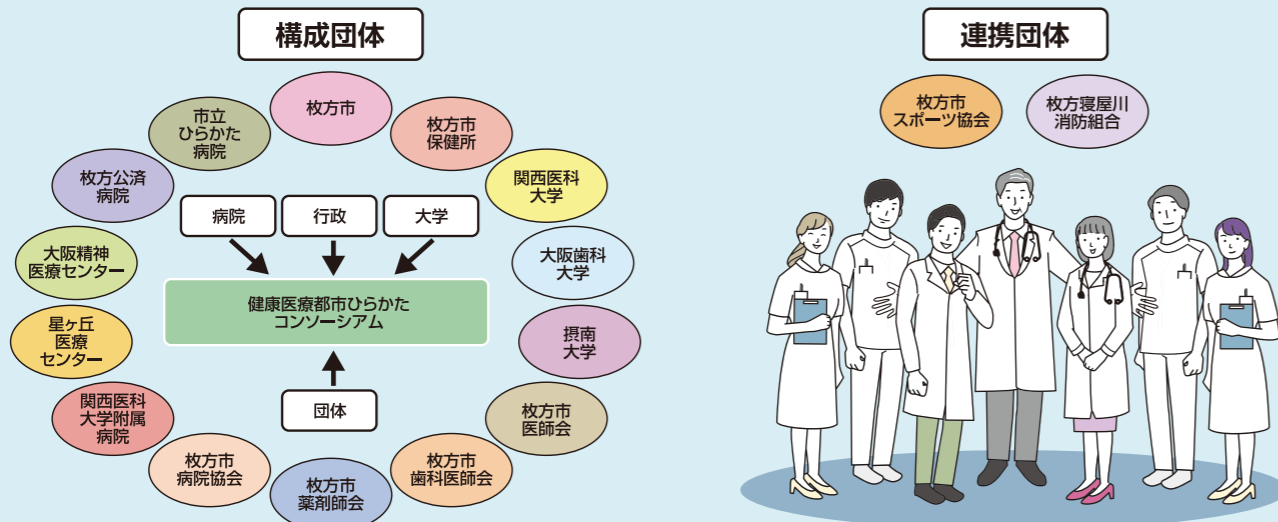 構成団体
枚方市
枚方市
保健所
関西医科
大学
大阪歯科
大学
摂南
大学
枚方市
医師会
枚方市
歯科医師会
枚方市
薬剤師会
枚方市
病院協会
関西医科
大学附属
病院
星ヶ丘
医療
センター
大阪精神
医療センター
枚方公済
病院
市立
ひらかた
病院
病院
行政
大学
健康医療都市ひらかた
コンソーシアム
団体
連携団体
枚方市
スポーツ協会
枚方寝屋川
消防組合